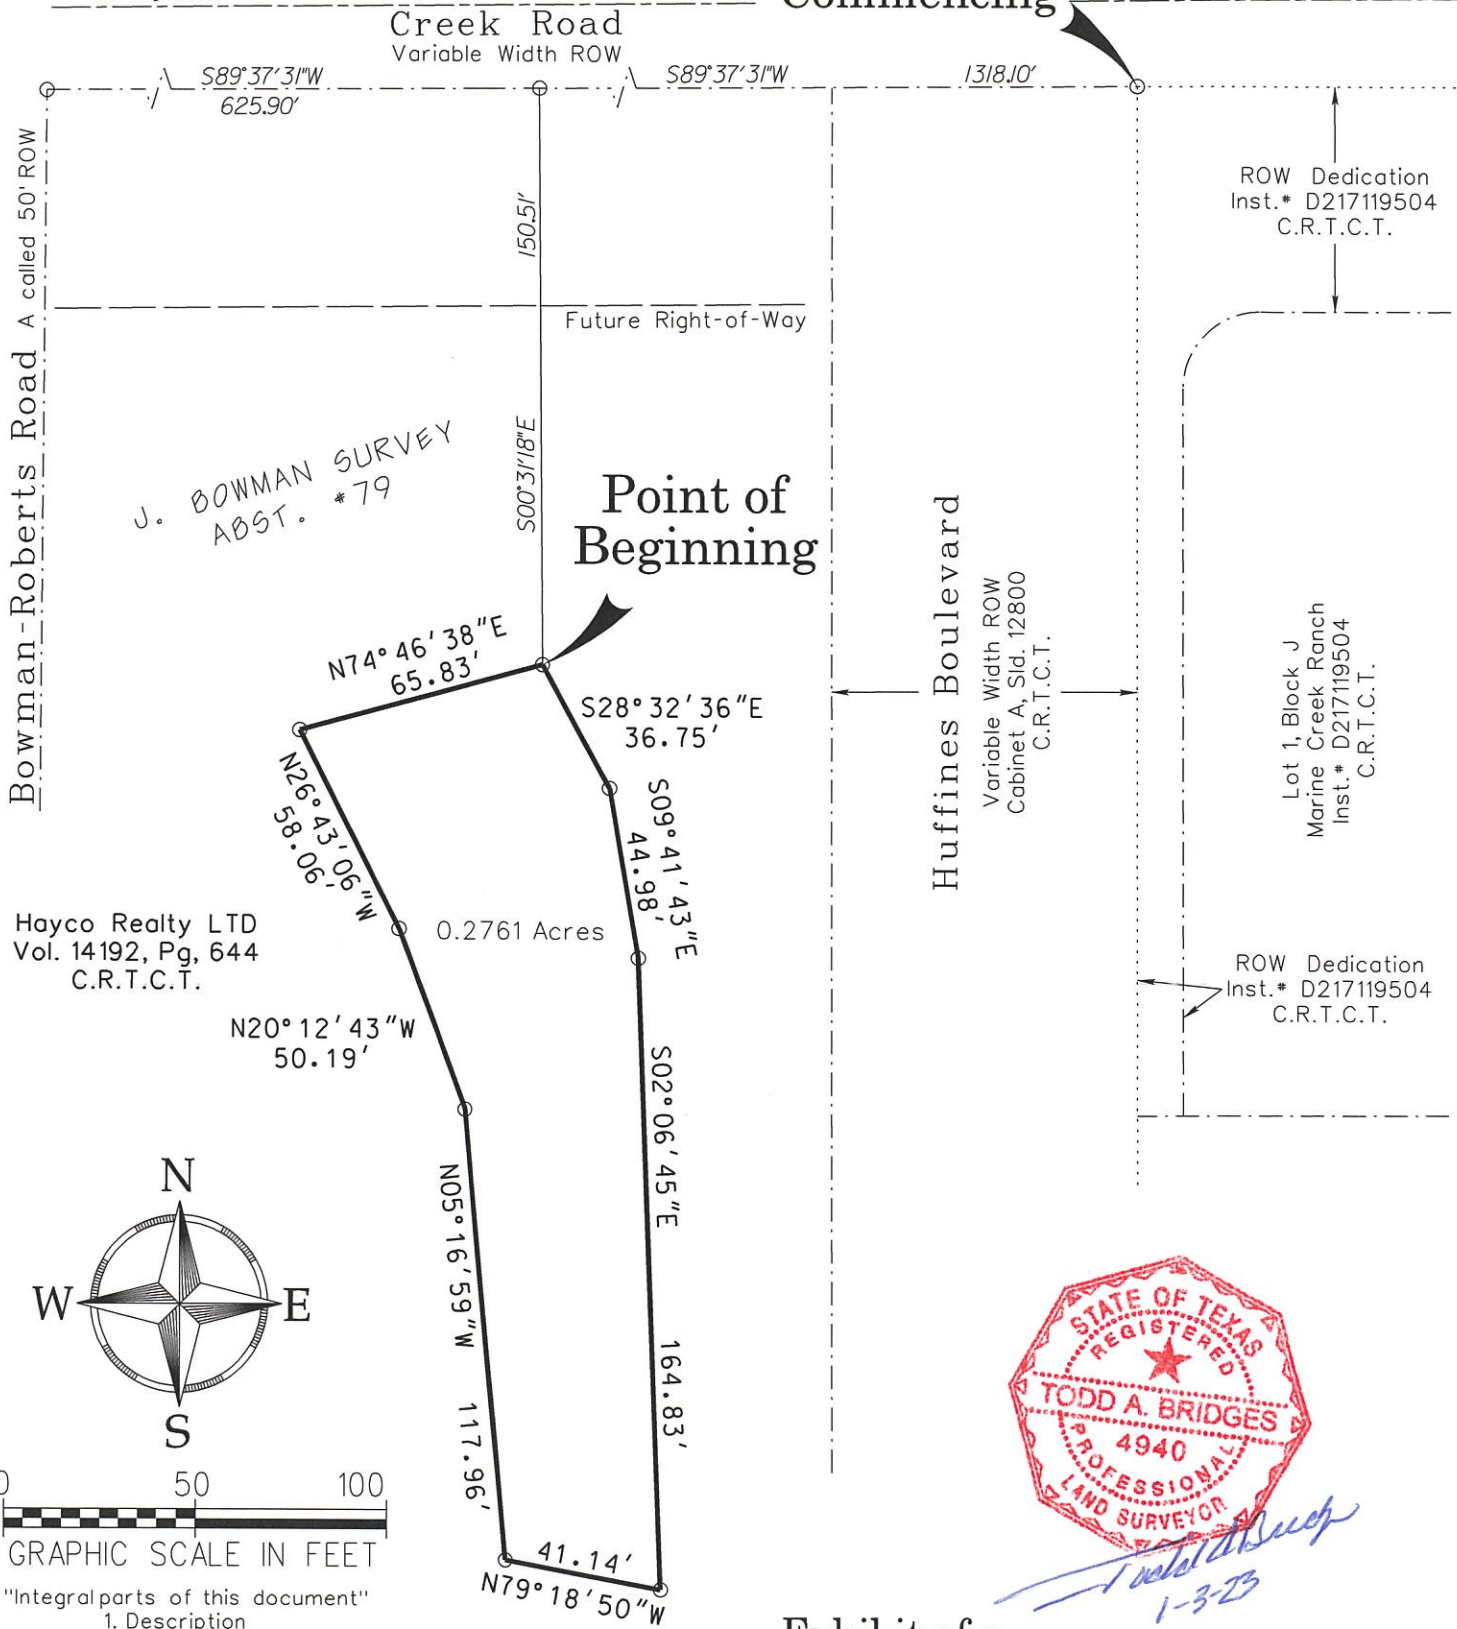 Commencing
Creek Road
Variable Width ROW
S89°37'31"W
625.90'
S89°37'31"W
1318.10'
Bowman-Roberts Road A called 50' ROW
150.51'
S00°31'18"E
ROW Dedication
Inst.# D217119504
C.R.T.C.T.
Future Right-of-Way
J. BOWMAN SURVEY
ABST. #79
Point of
Beginning
N74°46'38"E
65.83'
S28°32'36"E
36.75'
S09°41'43"E
44.98'
N26°43'06"W
58.06'
Huffines Boulevard
Variable Width ROW
Cabinet A, Sld. 12800
C.R.T.C.T.
Lot 1, Block J
Marine Creek Ranch
Inst.# D217119504
C.R.T.C.T.
Hayco Realty LTD
Vol. 14192, Pg, 644
C.R.T.C.T.
0.2761 Acres
ROW Dedication
Inst.# D217119504
C.R.T.C.T.
N20°12'43"W
50.19'
S02°06'45"E 164.83'
N05°16'59"W 117.96'
N
W E
S
0 50 100
GRAPHIC SCALE IN FEET
"Integral parts of this document"
1. Description
41.14'
N79°18'50"W
STATE OF TEXAS
REGISTERED
TODD A. BRIDGES
4940
PROFESSIONAL
LAND SURVEYOR
1-3-23
Exhibit of a